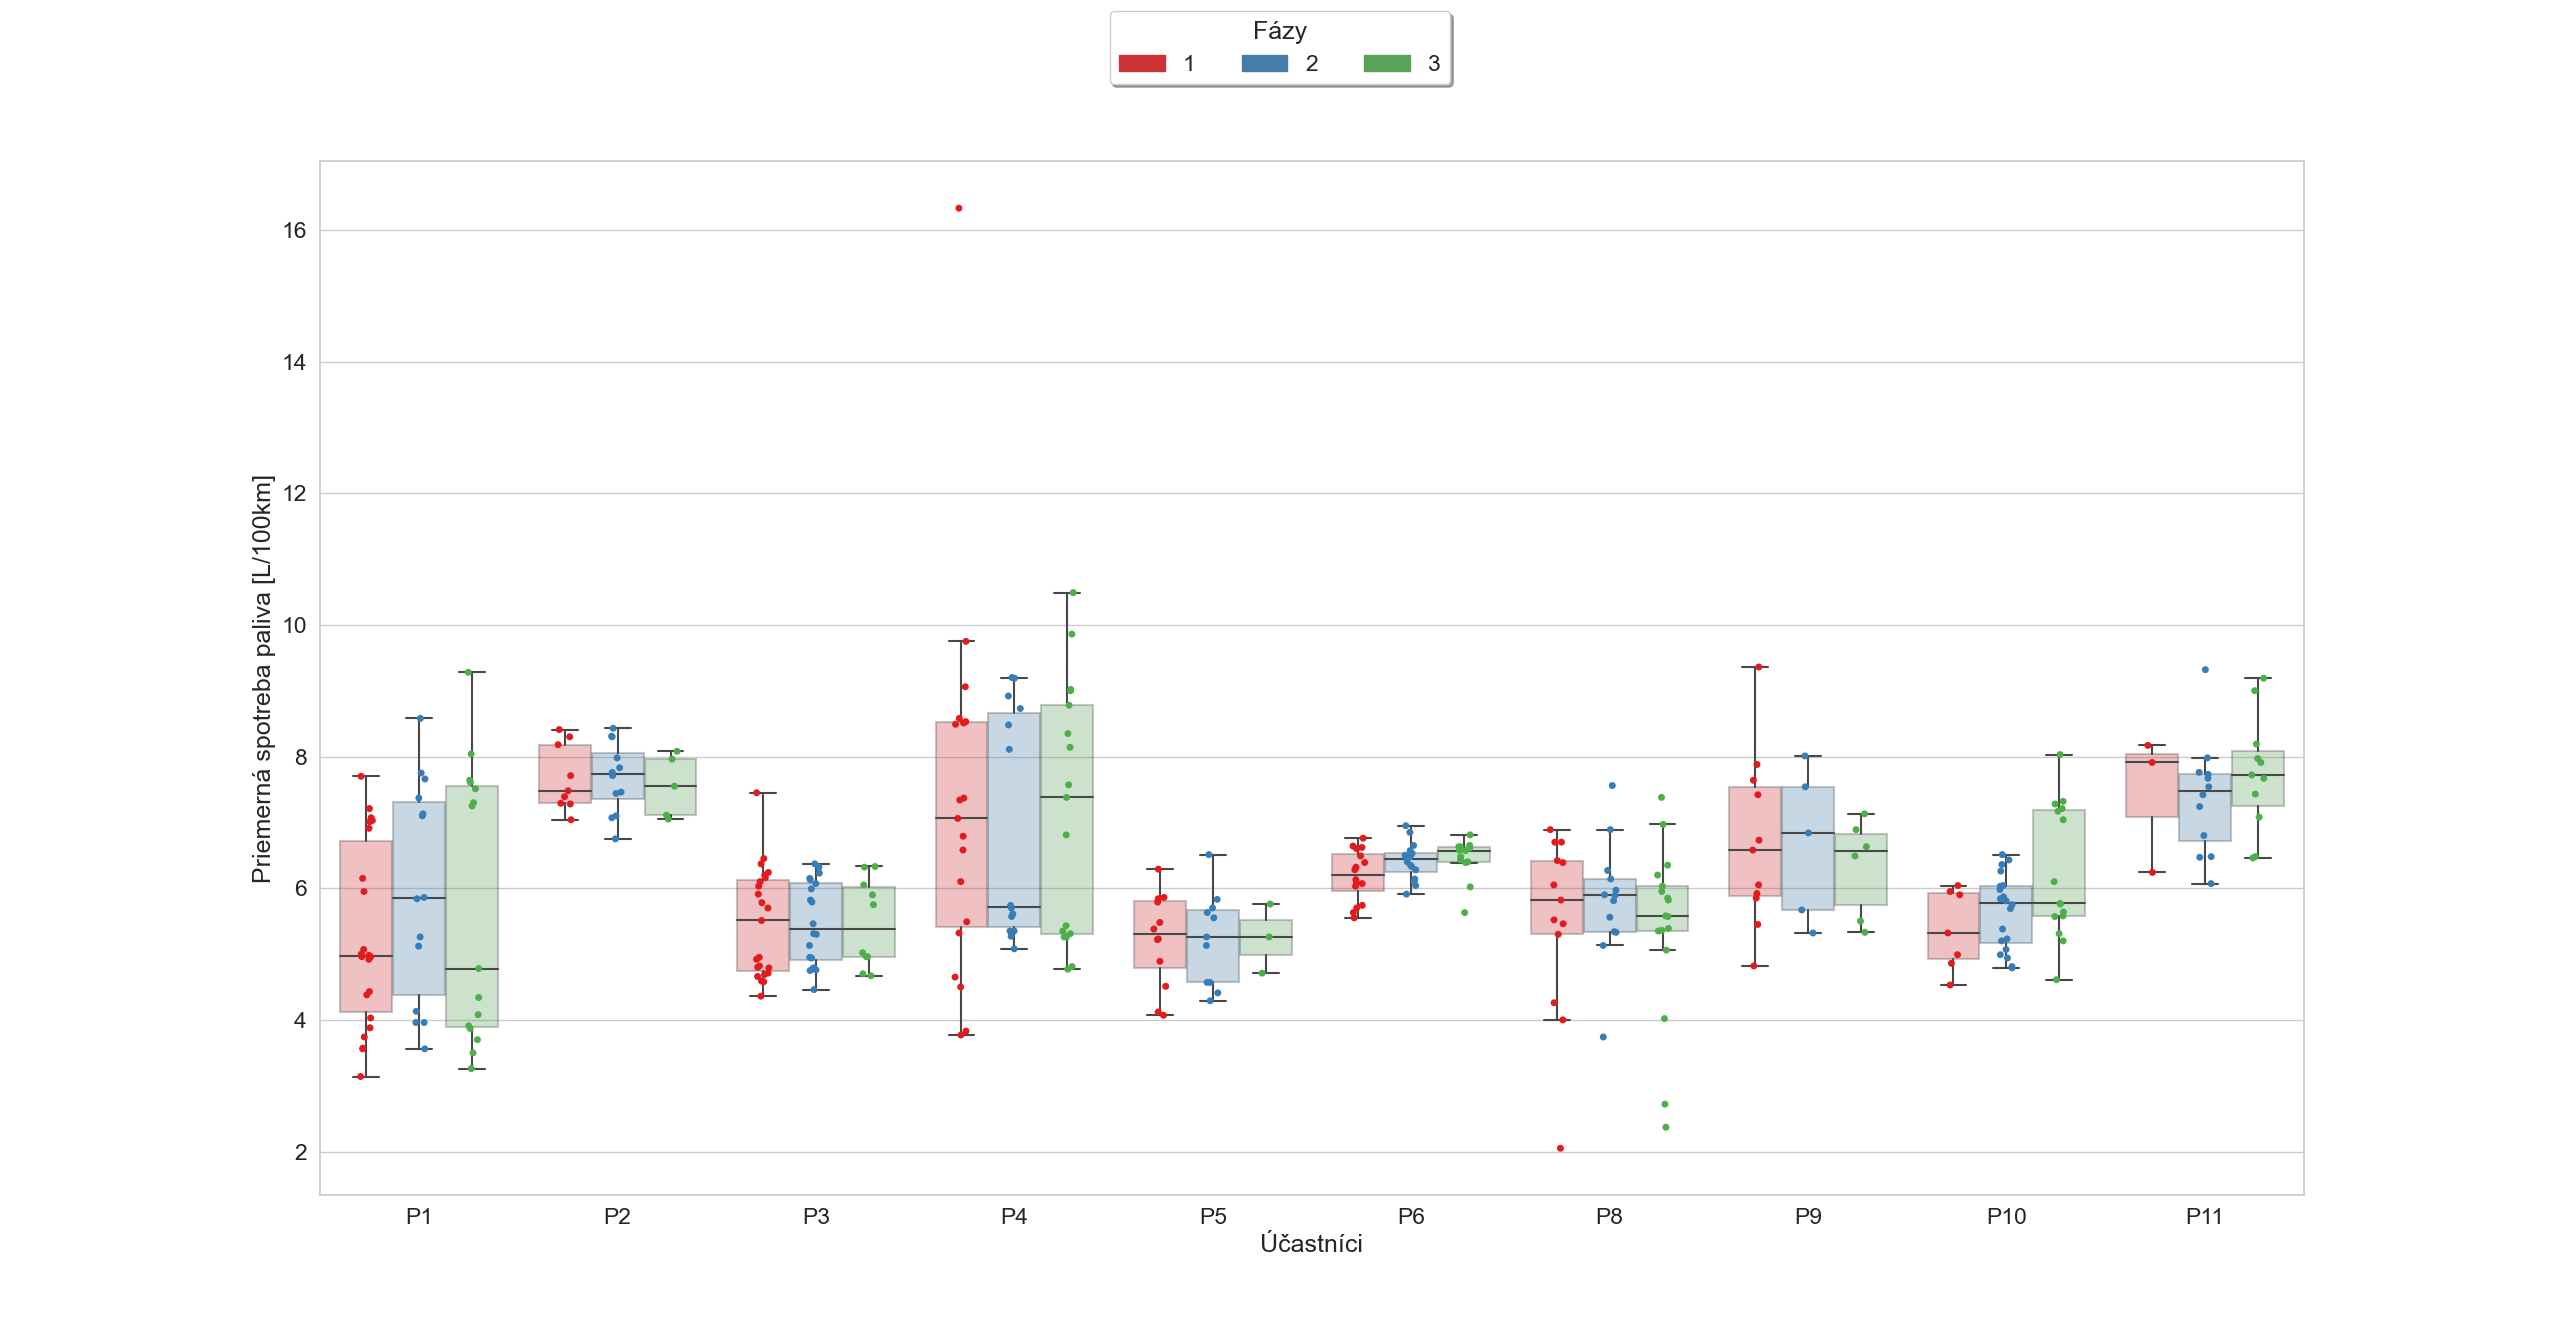 Fázy
1 2 3
Priemerná spotreba paliva [L/100km]
16
14
12
10
8
6
4
2
P1 P2 P3 P4 P5 P6 P8 P9 P10 P11
Účastníci